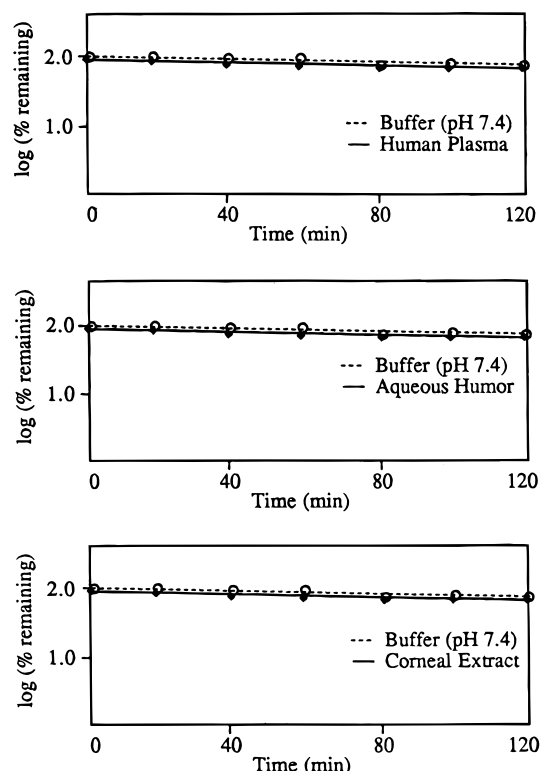 log (% remaining)
2.0
1.0
--- Buffer (pH 7.4)
— Human Plasma
0 40 80 120
Time (min)
log (% remaining)
2.0
1.0
--- Buffer (pH 7.4)
— Aqueous Humor
0 40 80 120
Time (min)
log (% remaining)
2.0
1.0
--- Buffer (pH 7.4)
— Corneal Extract
0 40 80 120
Time (min)